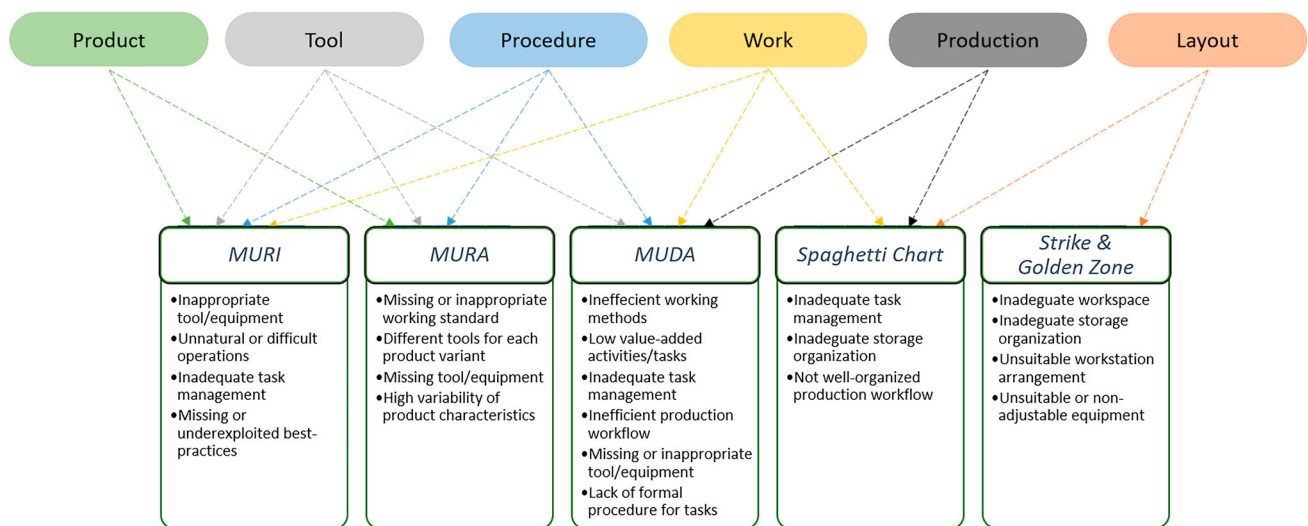 Product
Tool
Procedure
Work
Production
Layout
MURI
•Inappropriate
tool/equipment
•Unnatural or difficult
operations
•Inadequate task
management
•Missing or
underexploited best-
practices
MURA
•Missing or inappropriate
working standard
•Different tools for each
product variant
•Missing tool/equipment
•High variability of
product characteristics
MUDA
•Ineffecient working
methods
•Low value-added
activities/tasks
•Inadequate task
management
•Inefficient production
workflow
•Missing or inappropriate
tool/equipment
•Lack of formal
procedure for tasks
Spaghetti Chart
•Inadequate task
management
•Inadeguate storage
organization
•Not well-organized
production workflow
Strike &
Golden Zone
•Inadeguate workspace
•Inadeguate storage
organization
•Unsuitable workstation
arrangement
•Unsuitable or non-
adjustable equipment